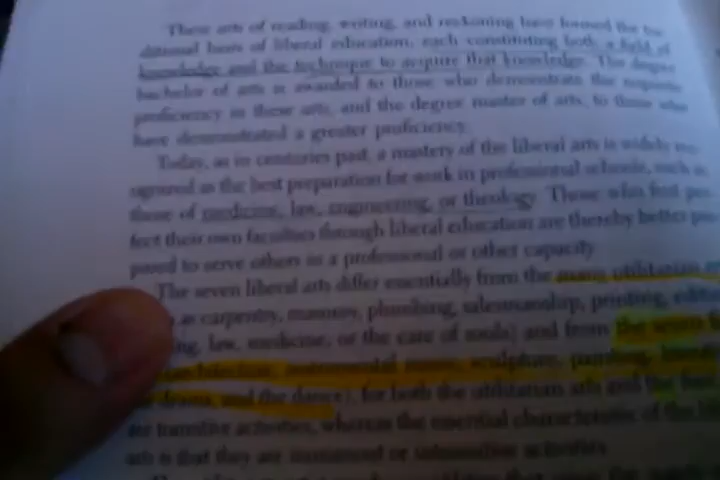 These arts of reading, writing, and reckoning have formed the
ditional basis of liberal education, each constituting both a field of
knowledge and the technique to acquire that knowledge. The degree
bachelor of arts is awarded to those who demonstrate the requisite
proficiency in these arts, and the degree master of arts, to those who
have demonstrated a greater proficiency.
Today, as in centuries past, a mastery of the liberal arts is widely
ognized as the best preparation for work in professional schools, such as
those of medicine, law, engineering, or theology. Those who first per
fect their own faculties through liberal education are thereby better pre
pared to serve others in a professional or other capacity.
The seven liberal arts differ essentially from the many utilitarian
as carpentry, masonry, plumbing, salesmanship, printing,
ing, law, medicine, or the care of souls) and from the seven
instrumental music, sculpture, painting,
drama, and the dance), for both the utilitarian arts and the fine
are transitive activities, whereas the essential characteristic of the
arts is that they are immanent or intransitive activities.